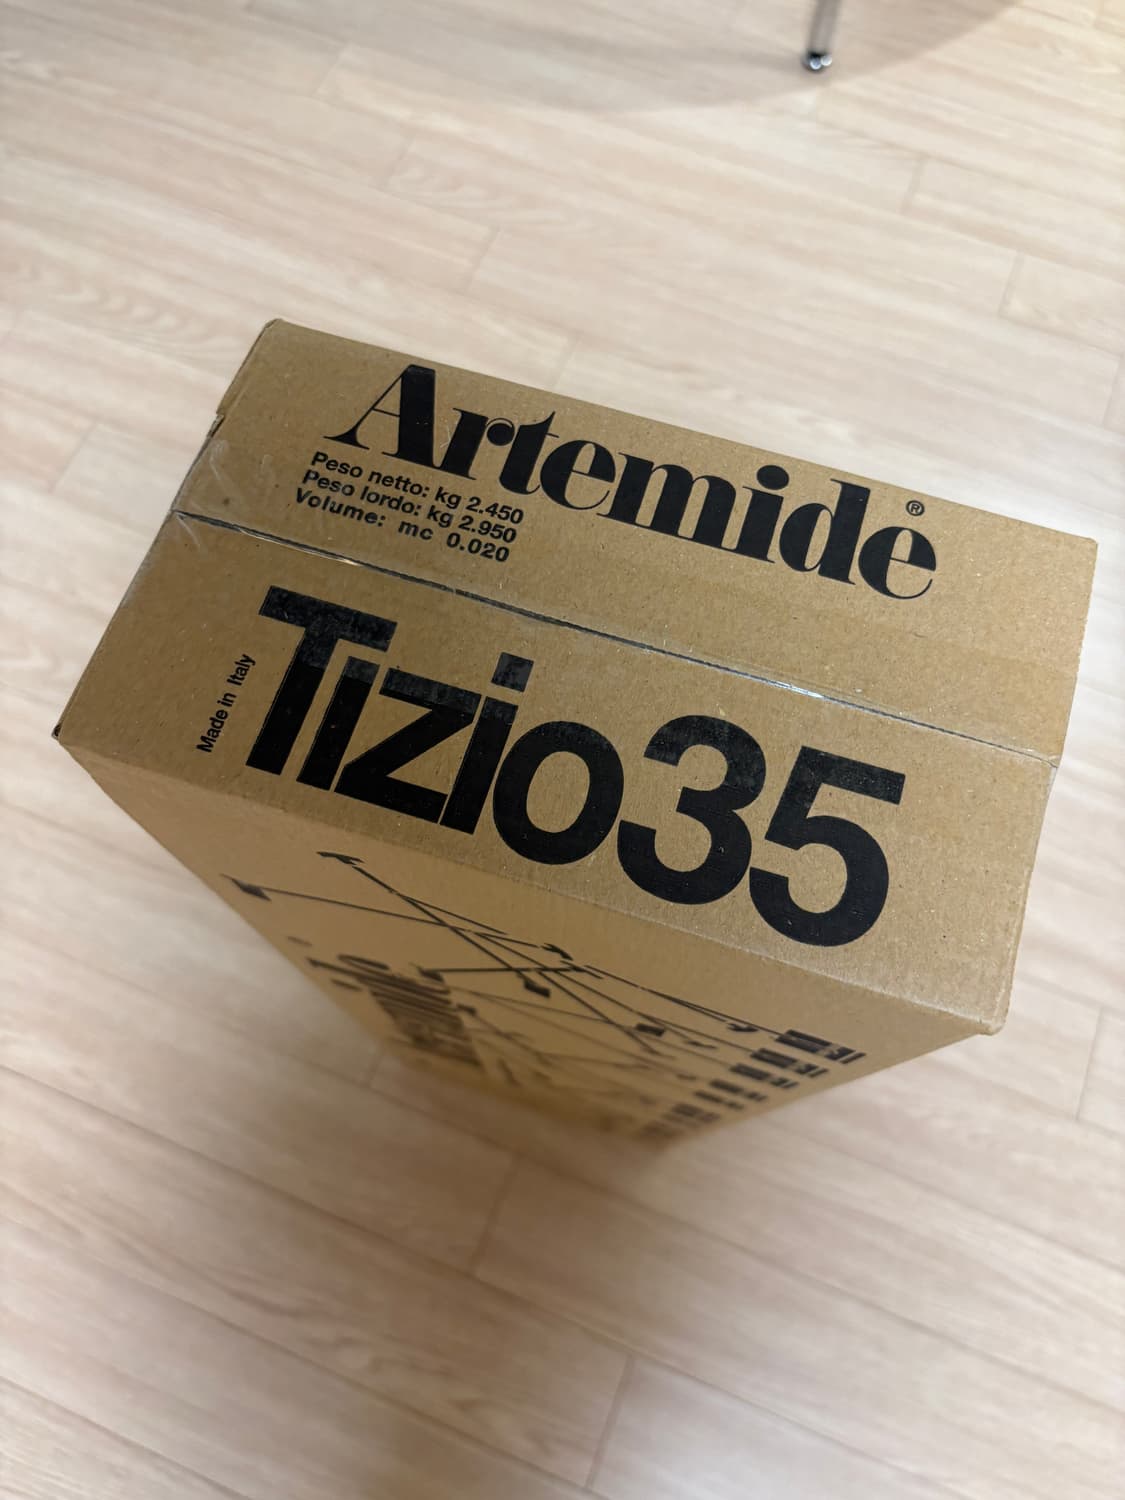 Artemide®
Peso netto: kg 2.450
Peso lordo: kg 2.950
Volume: mc 0.020
Made in Italy
Tizio35